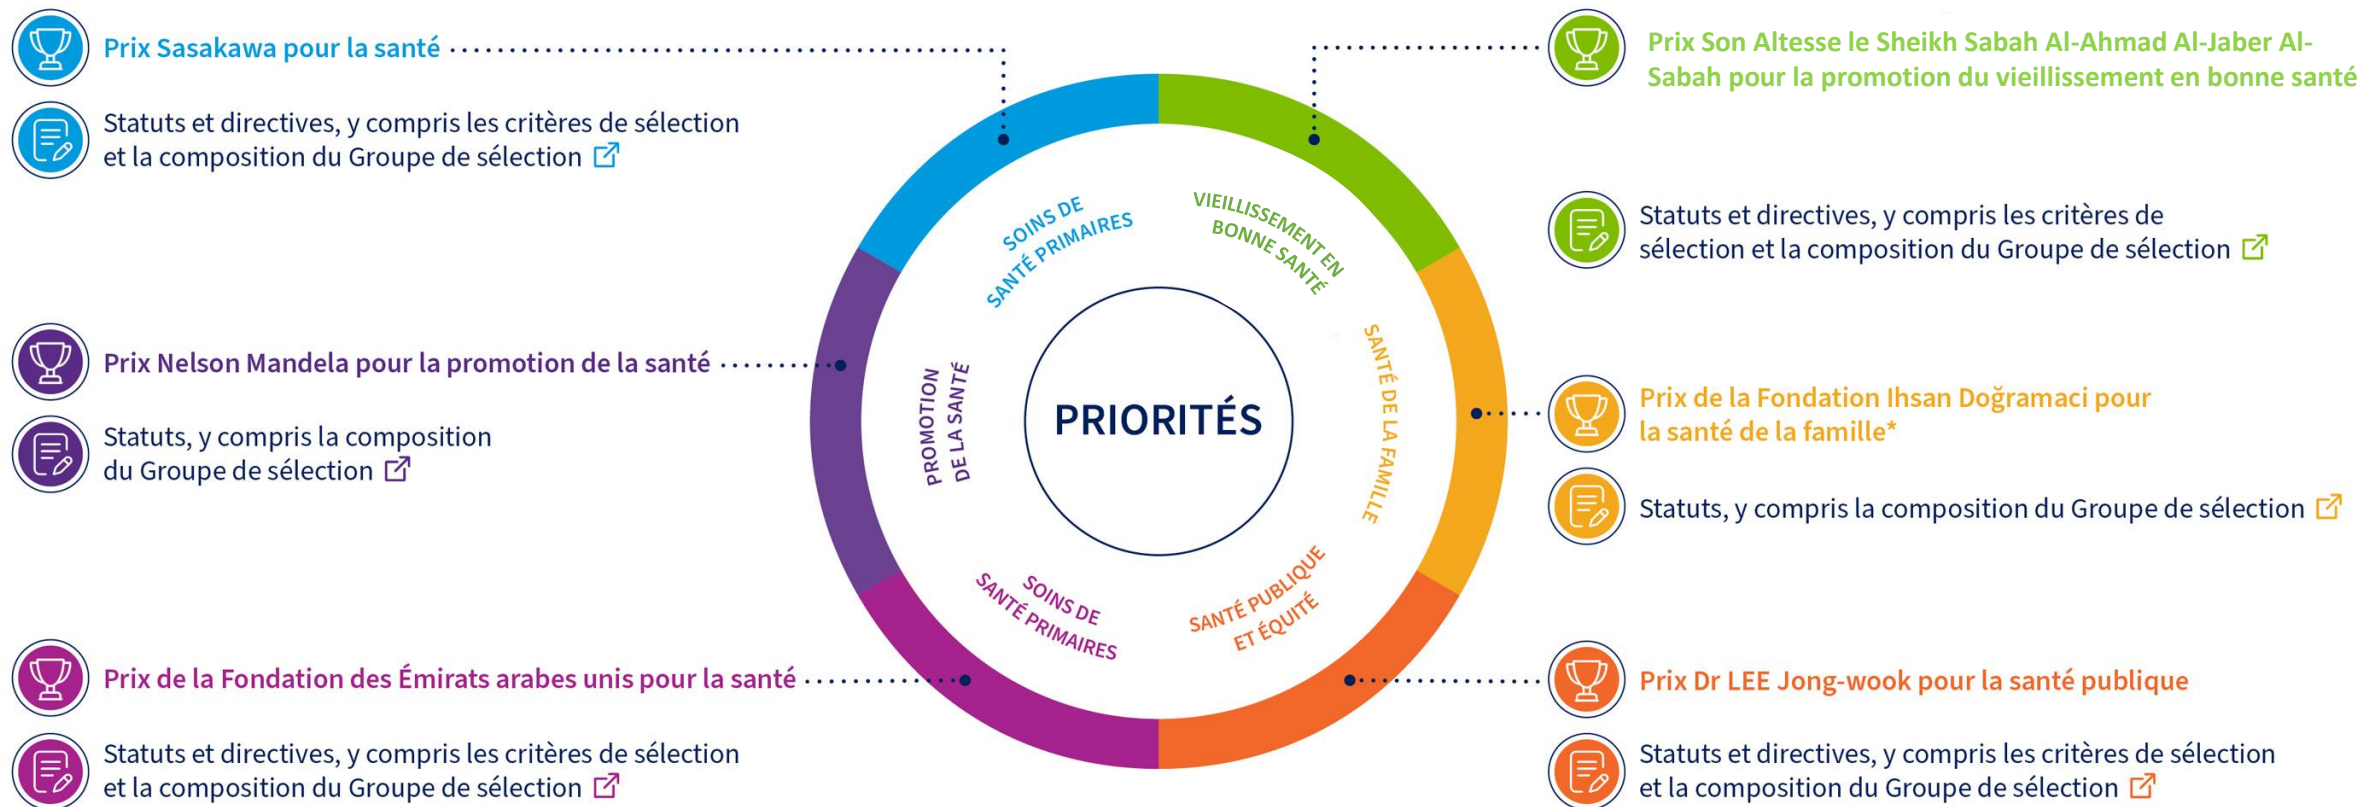 Prix Sasakawa pour la santé
Statuts et directives, y compris les critères de sélection
et la composition du Groupe de sélection
Prix Nelson Mandela pour la promotion de la santé
Statuts, y compris la composition
du Groupe de sélection
Prix de la Fondation des Émirats arabes unis pour la santé
Statuts et directives, y compris les critères de sélection
et la composition du Groupe de sélection
SOINS DE
SANTÉ PRIMAIRES
VIEILLISSEMENT EN
BONNE SANTÉ
PROMOTION
DE LA SANTÉ
PRIORITÉS
SANTÉ DE LA FAMILLE
SOINS DE
SANTÉ PRIMAIRES
SANTÉ PUBLIQUE
ET ÉQUITÉ
Prix Son Altesse le Sheikh Sabah Al-Ahmad Al-Jaber Al-
Sabah pour la promotion du vieillissement en bonne santé
Statuts et directives, y compris les critères de
sélection et la composition du Groupe de sélection
Prix de la Fondation Ihsan Doğramaci pour
la santé de la famille*
Statuts, y compris la composition du Groupe de sélection
Prix Dr LEE Jong-wook pour la santé publique
Statuts et directives, y compris les critères de sélection
et la composition du Groupe de sélection